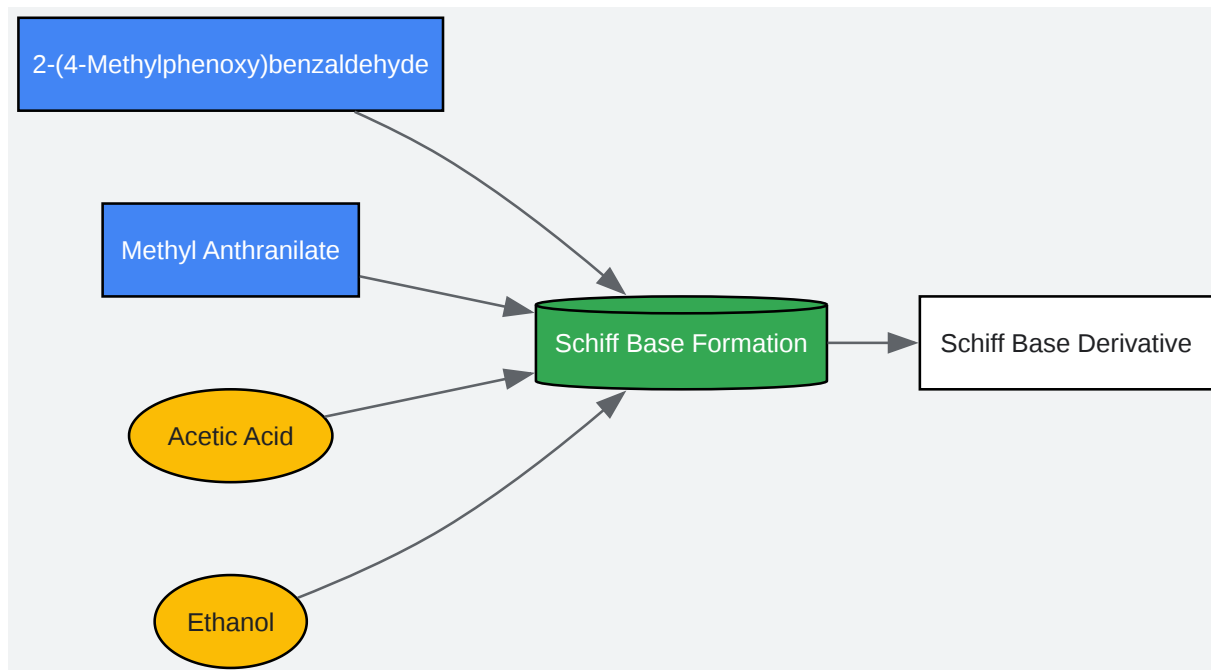 2-(4-Methylphenoxy)benzaldehyde
Methyl Anthranilate
Schiff Base Formation
Schiff Base Derivative
Acetic Acid
Ethanol